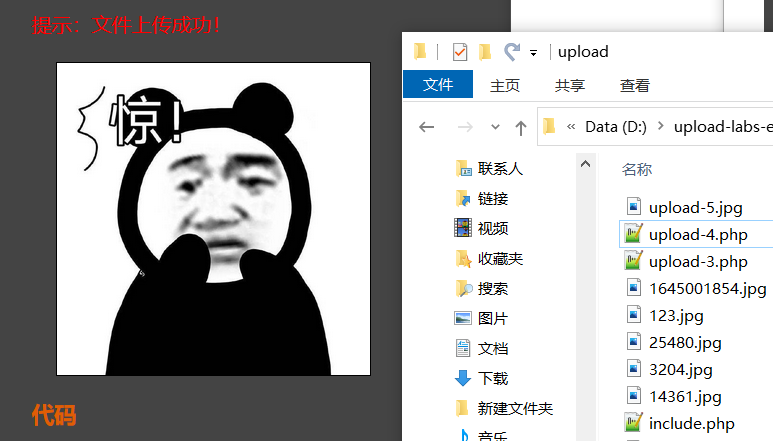 提示：文件上传成功！
惊！
代码
upload
文件 主页 共享 查看
« Data (D:) > upload-labs-e
联系人
链接
视频
收藏夹
搜索
图片
文档
下载
新建文件夹
音乐
名称
upload-5.jpg
upload-4.php
upload-3.php
1645001854.jpg
123.jpg
25480.jpg
3204.jpg
14361.jpg
include.php